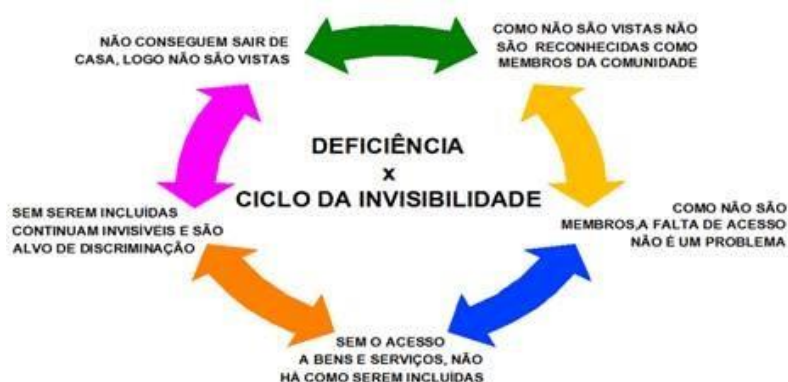 NÃO CONSEGUEM SAIR DE
CASA, LOGO NÃO SÃO VISTAS
COMO NÃO SÃO VISTAS NÃO
SÃO RECONHECIDAS COMO
MEMBROS DA COMUNIDADE
DEFICIÊNCIA
x
CICLO DA INVISIBILIDADE
COMO NÃO SÃO
MEMBROS,A FALTA DE ACESSO
NÃO É UM PROBLEMA
SEM O ACESSO
A BENS E SERVIÇOS, NÃO
HÁ COMO SEREM INCLUÍDAS
SEM SEREM INCLUÍDAS
CONTINUAM INVISÍVEIS E SÃO
ALVO DE DISCRIMINAÇÃO